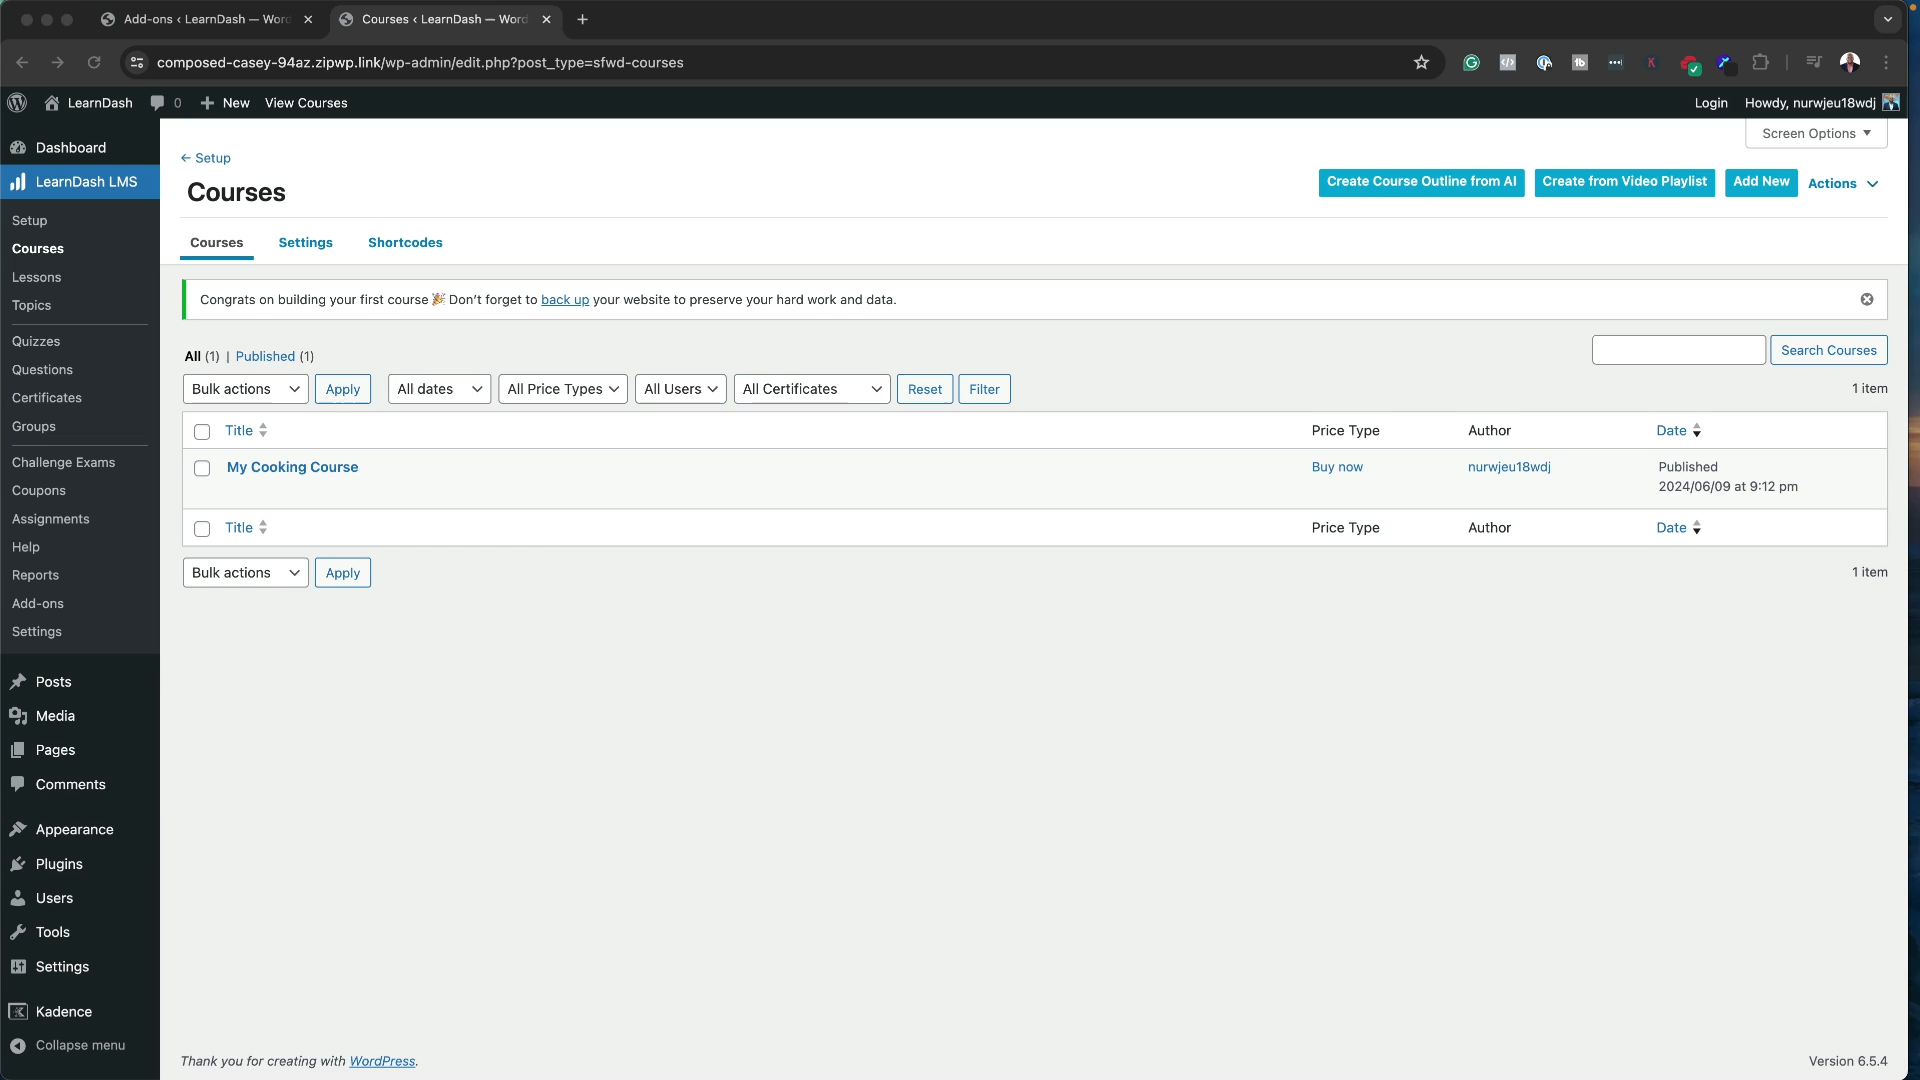 Add-ons ‹ LearnDash — Word
Courses ‹ LearnDash — Word
composed-casey-94az.zipwp.link/wp-admin/edit.php?post_type=sfwd-courses
LearnDash
0
New
View Courses
Login
Howdy, nurwjeu18wdj
Dashboard
LearnDash LMS
Setup
Courses
Lessons
Topics
Quizzes
Questions
Certificates
Groups
Challenge Exams
Coupons
Assignments
Help
Reports
Add-ons
Settings
Posts
Media
Pages
Comments
Appearance
Plugins
Users
Tools
Settings
Kadence
Collapse menu
Screen Options
← Setup
Courses
Create Course Outline from AI
Create from Video Playlist
Add New
Actions
Courses
Settings
Shortcodes
Congrats on building your first course 🎉 Don't forget to back up your website to preserve your hard work and data.
All (1) | Published (1)
Search Courses
Bulk actions
Apply
All dates
All Price Types
All Users
All Certificates
Reset
Filter
1 item
Title
Price Type
Author
Date
My Cooking Course
Buy now
nurwjeu18wdj
Published
2024/06/09 at 9:12 pm
Title
Price Type
Author
Date
Bulk actions
Apply
1 item
Thank you for creating with WordPress.
Version 6.5.4